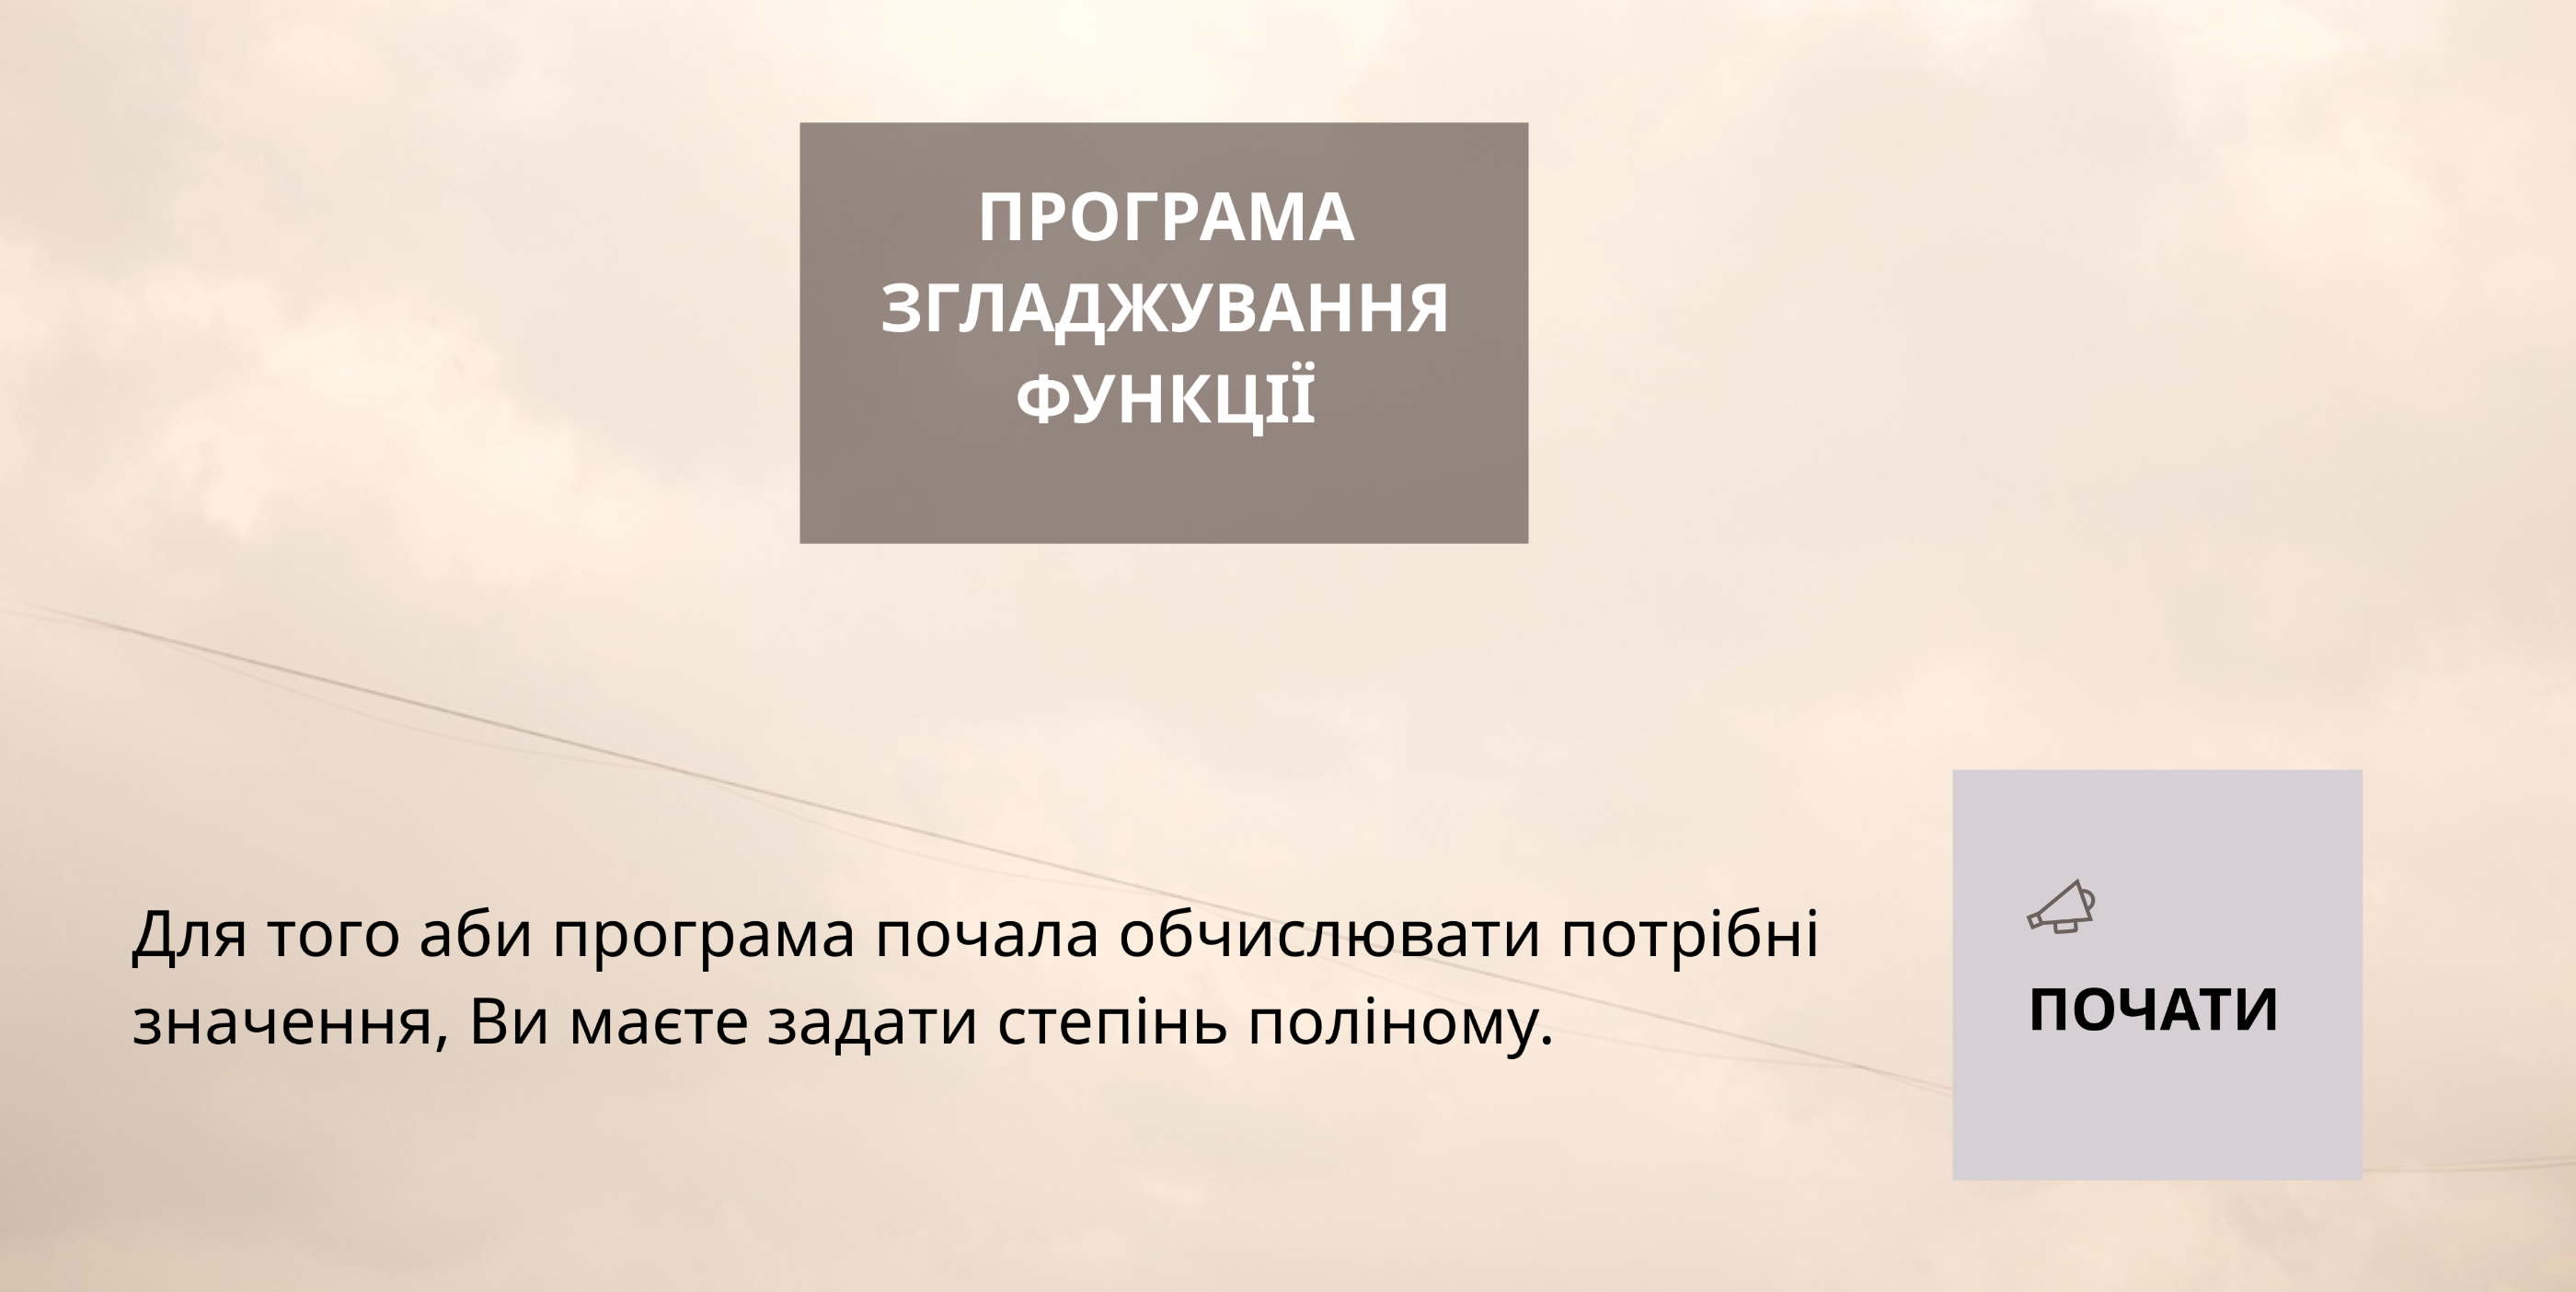 ПРОГРАМА
ЗГЛАДЖУВАННЯ
ФУНКЦІЇ
Для того аби програма почала обчислювати потрібні
значення, Ви маєте задати степінь поліному.
ПОЧАТИ